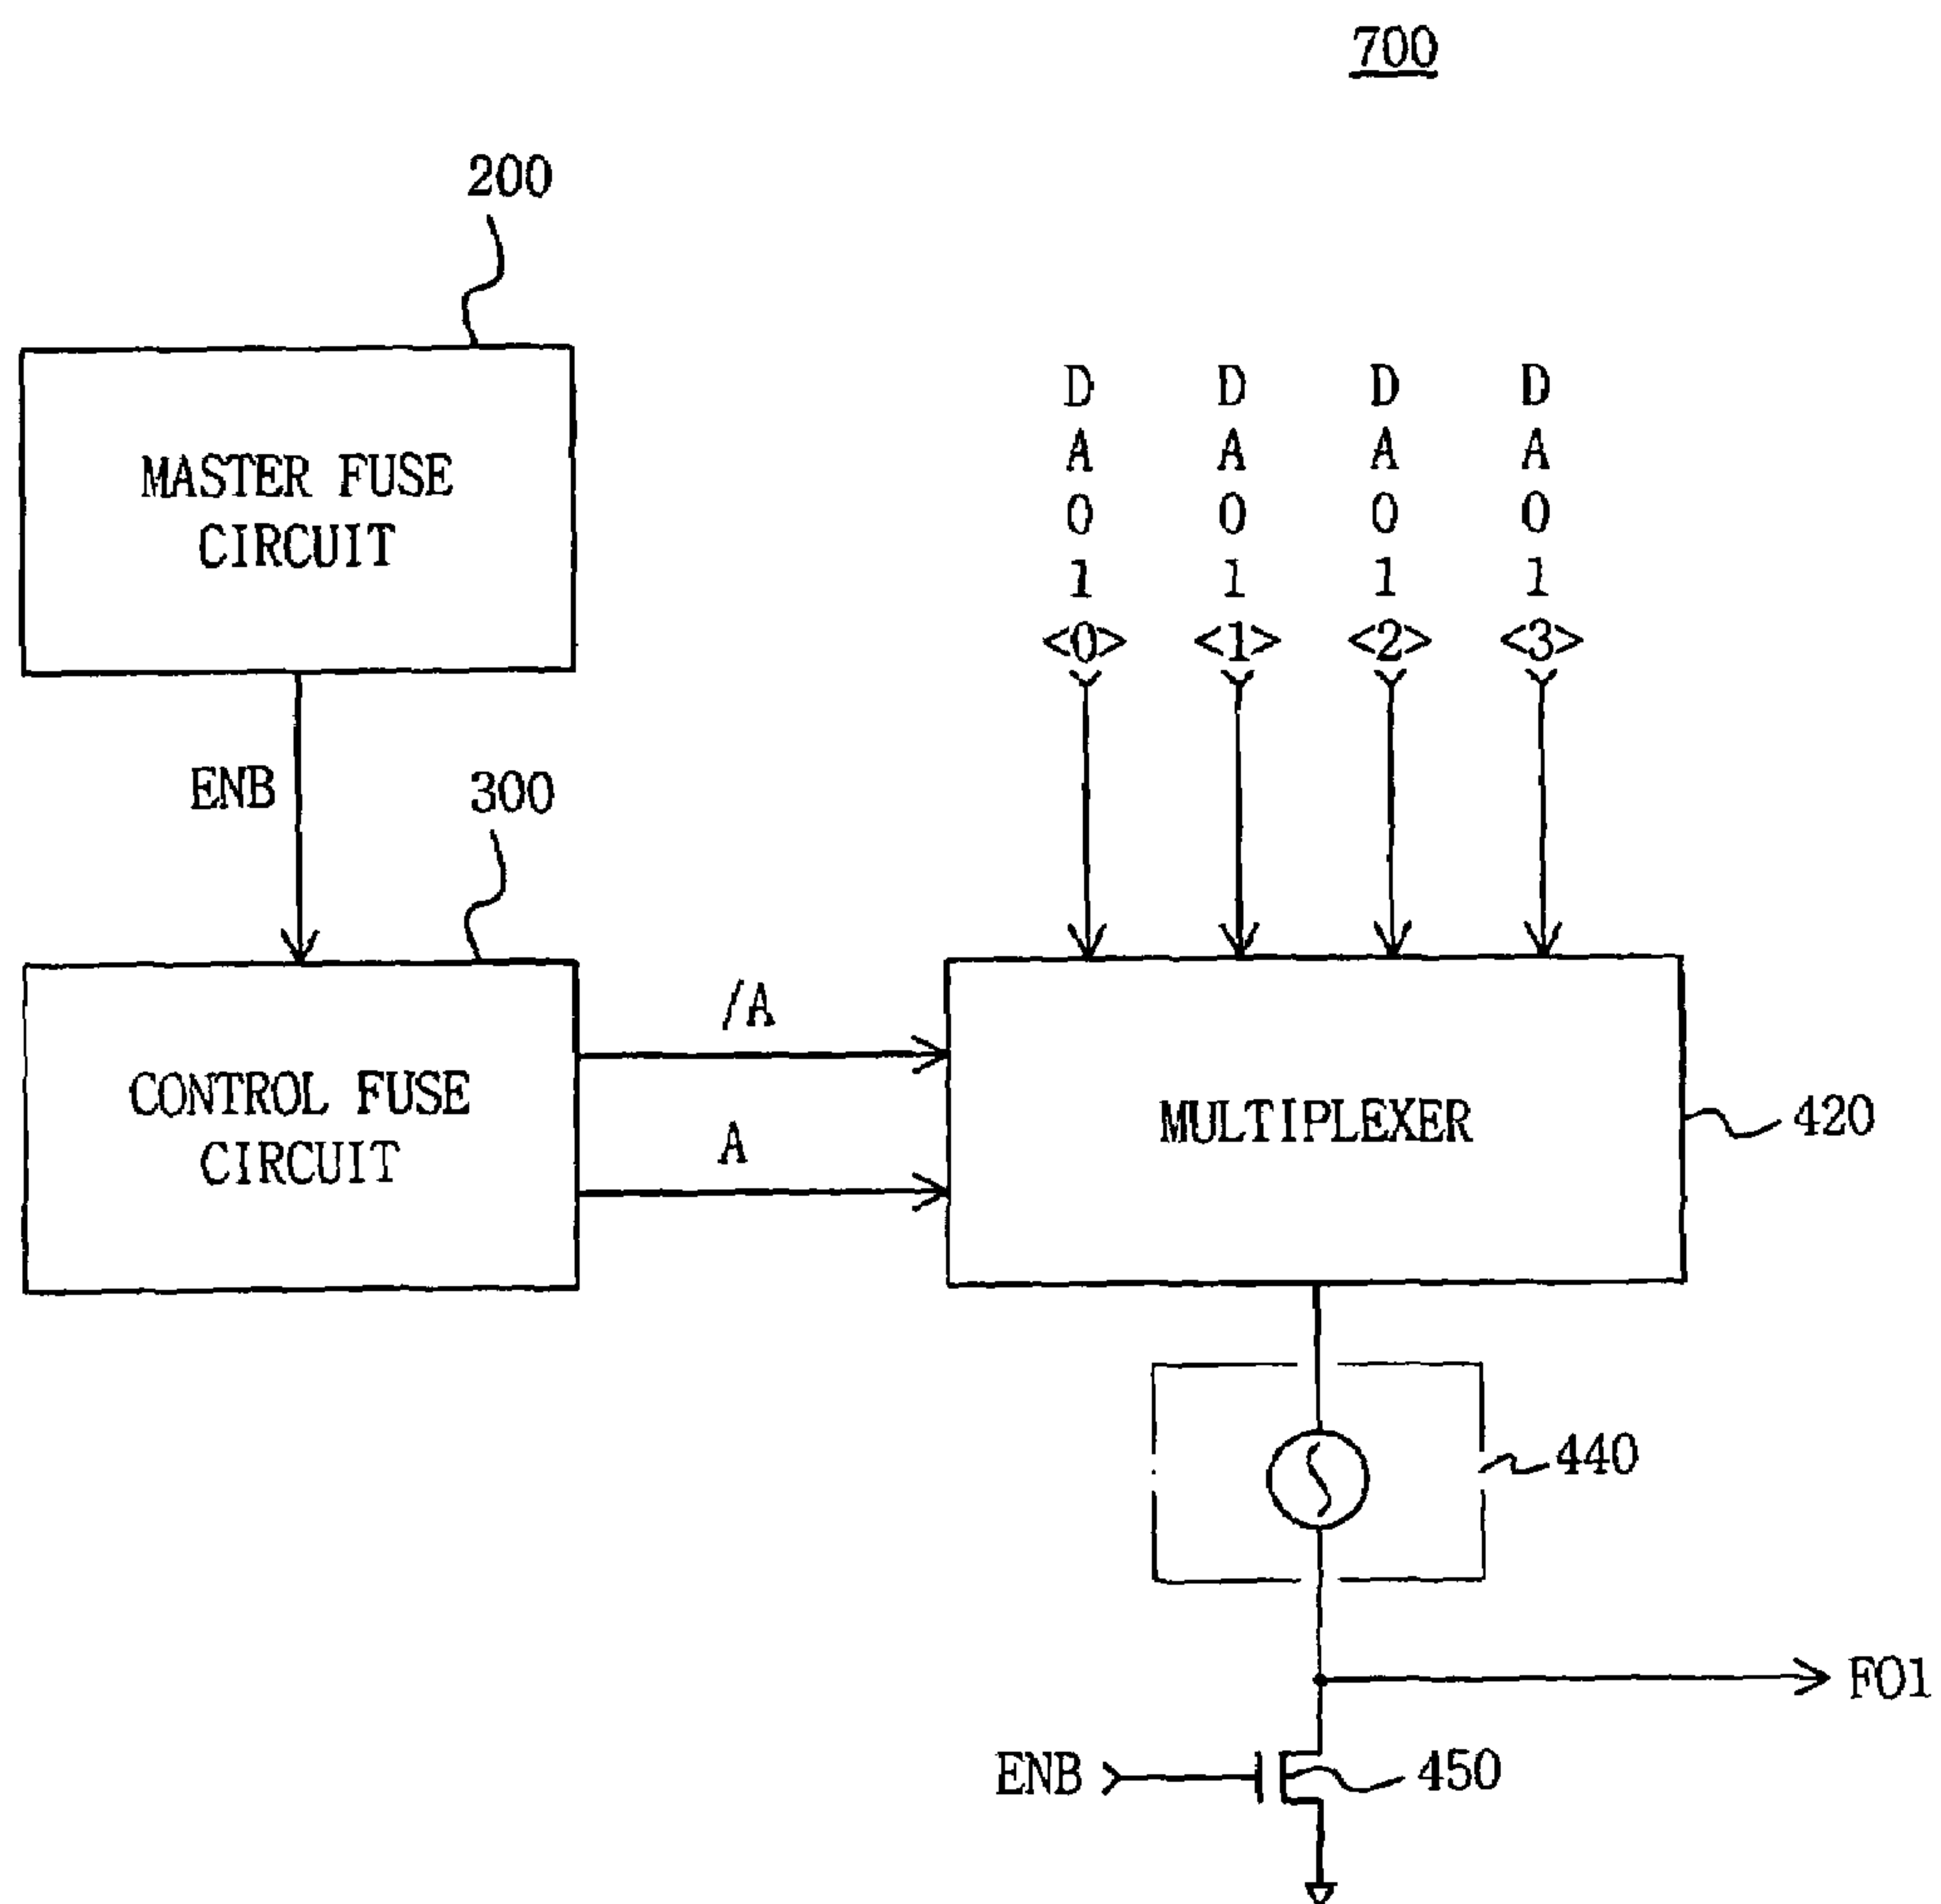 700
200
MASTER FUSE
CIRCUIT
D D D D
A A A A
0 0 0 0
1 1 1 1
<0> <1> <2> <3>
ENB
300
/A
CONTROL FUSE
CIRCUIT
A
MULTIPLEXER
420
440
FO1
ENB
450